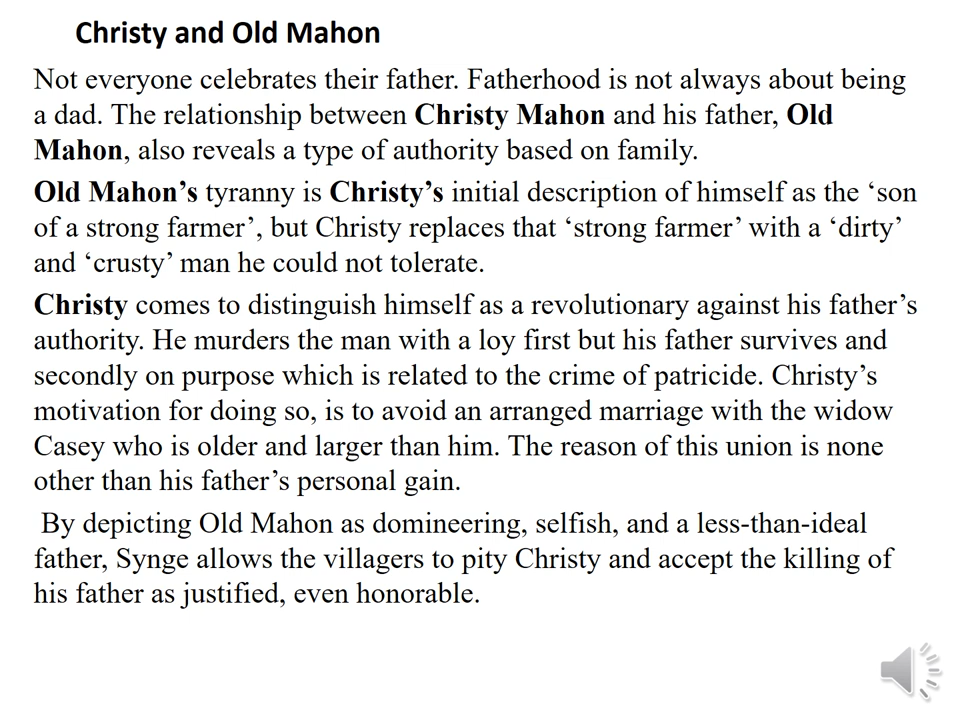 Christy and Old Mahon
Not everyone celebrates their father. Fatherhood is not always about being
a dad. The relationship between Christy Mahon and his father, Old
Mahon, also reveals a type of authority based on family.
Old Mahon’s tyranny is Christy’s initial description of himself as the ‘son
of a strong farmer’, but Christy replaces that ‘strong farmer’ with a ‘dirty’
and ‘crusty’ man he could not tolerate.
Christy comes to distinguish himself as a revolutionary against his father’s
authority. He murders the man with a loy first but his father survives and
secondly on purpose which is related to the crime of patricide. Christy’s
motivation for doing so, is to avoid an arranged marriage with the widow
Casey who is older and larger than him. The reason of this union is none
other than his father’s personal gain.
By depicting Old Mahon as domineering, selfish, and a less-than-ideal
father, Synge allows the villagers to pity Christy and accept the killing of
his father as justified, even honorable.